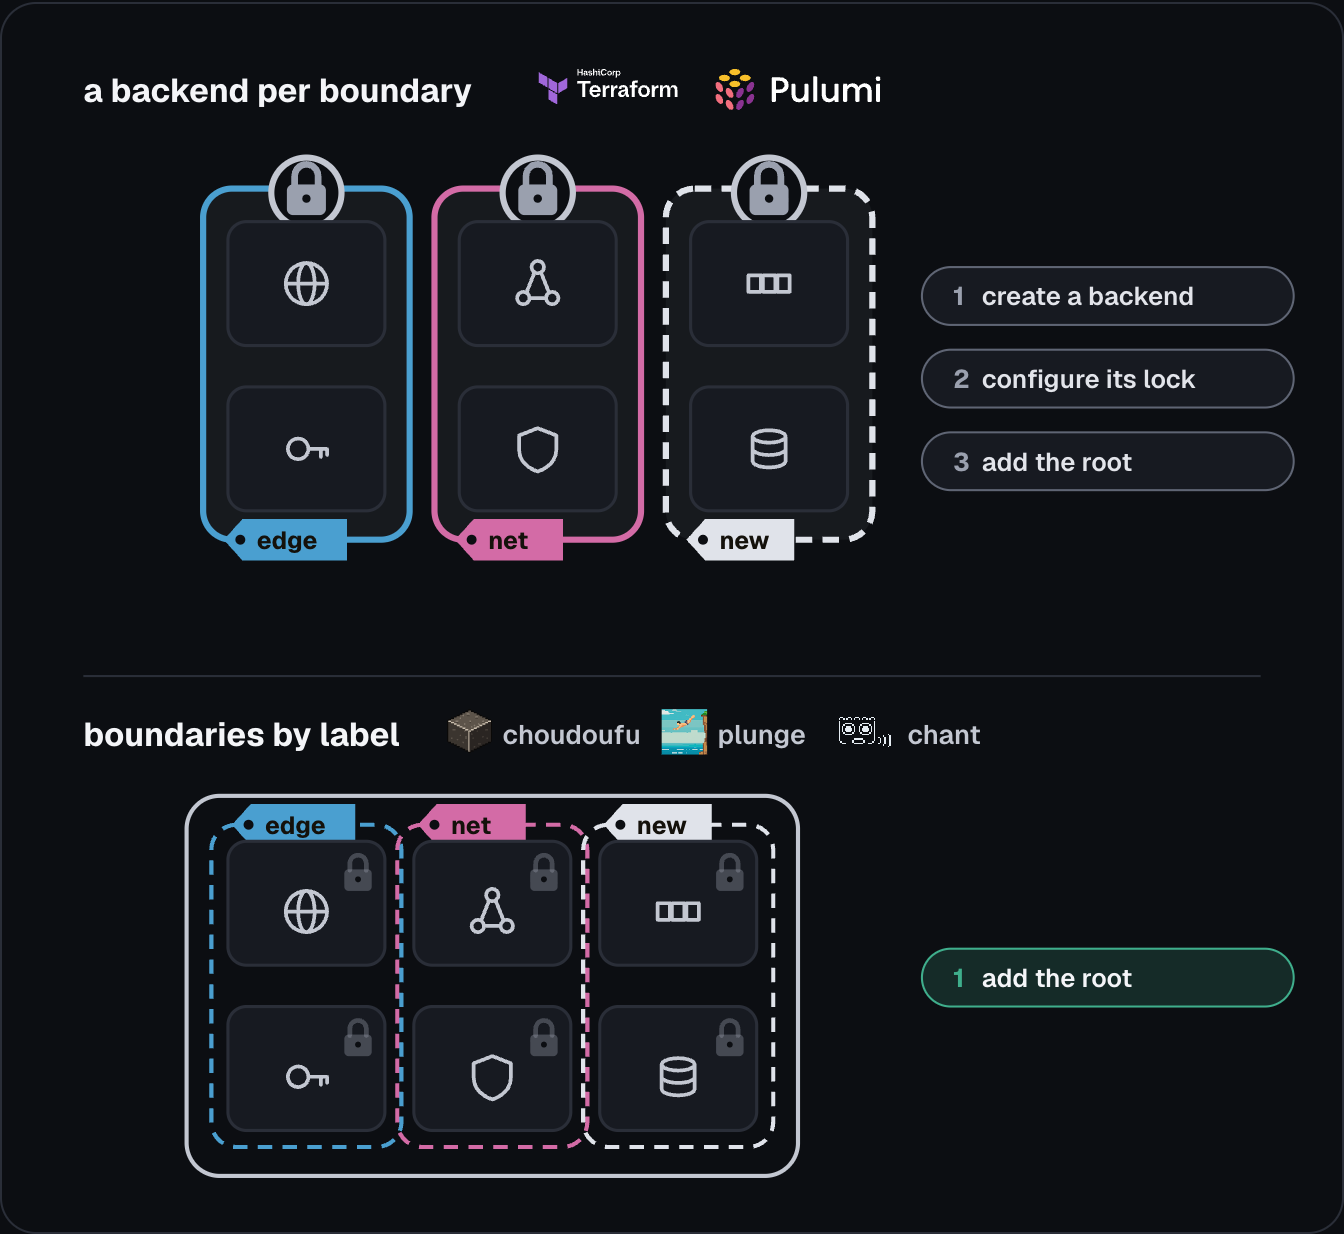 a backend per boundary
HashiCorp
Terraform
Pulumi
1 create a backend
2 configure its lock
3 add the root
edge
net
new
boundaries by label
choudoufu
plunge
chant
edge
net
new
1 add the root